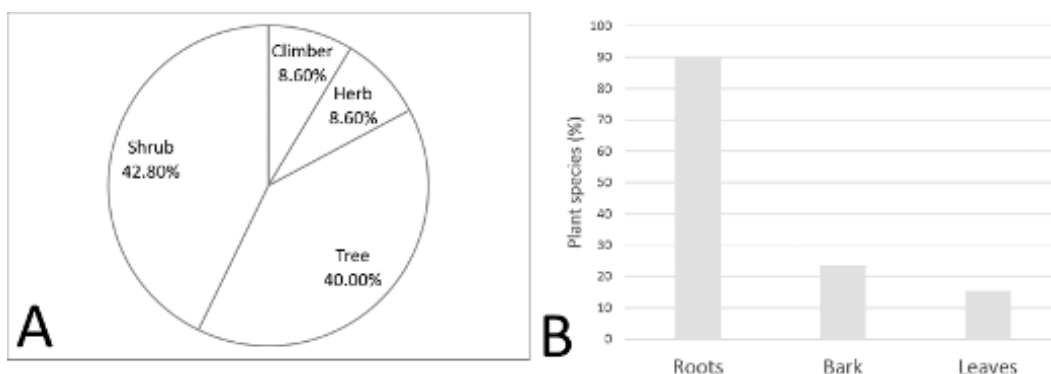 Climber
8.60%
Herb
8.60%
Shrub
42.80%
Tree
40.00%
A
Plant species (%)
100
90
80
70
60
50
40
30
20
10
0
Roots
Bark
Leaves
B